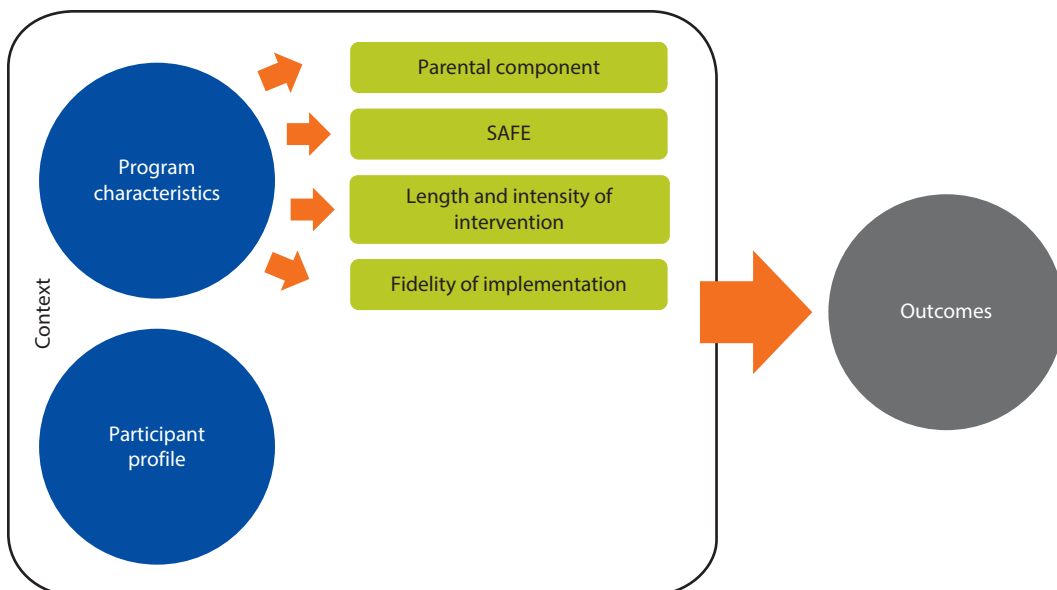 Context
Program
characteristics
Parental component
SAFE
Length and intensity of
intervention
Fidelity of implementation
Participant
profile
Outcomes